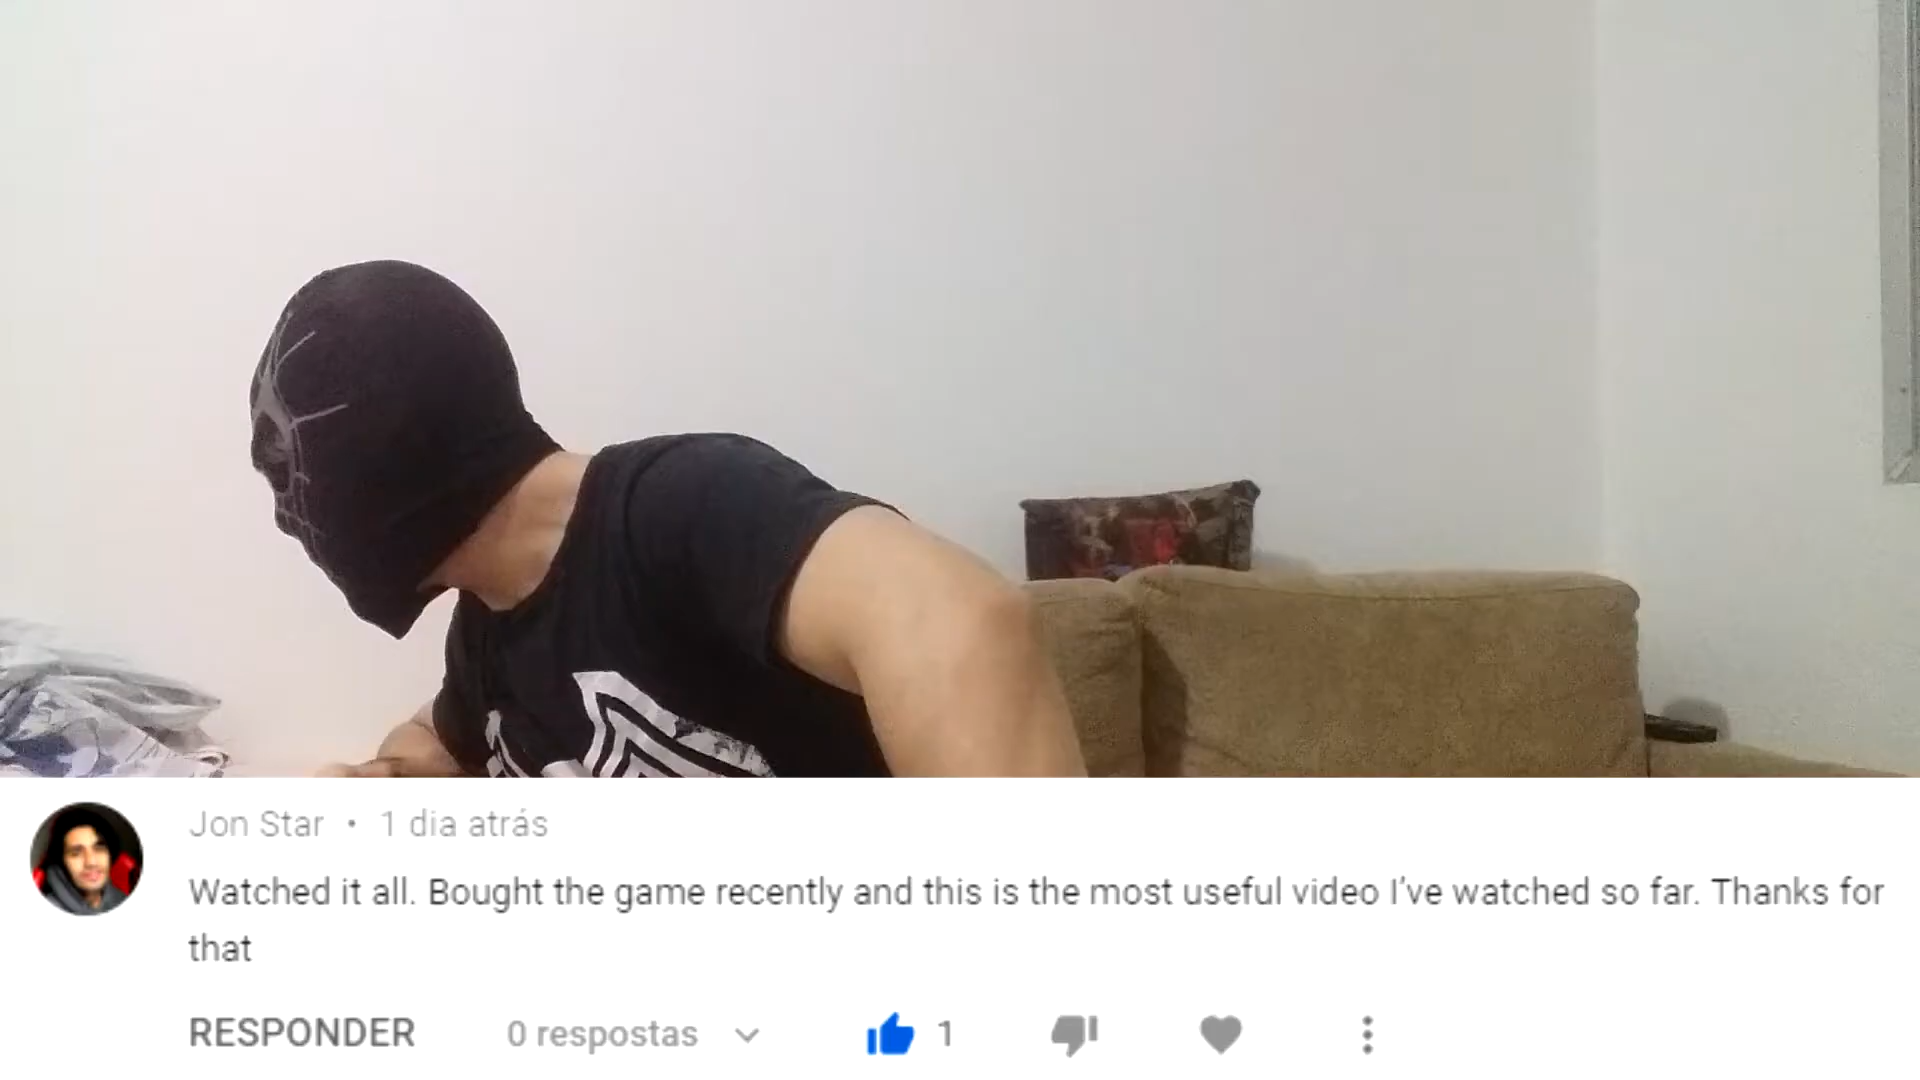 Jon Star • 1 dia atrás
Watched it all. Bought the game recently and this is the most useful video I've watched so far. Thanks for
that
RESPONDER 0 respostas 1